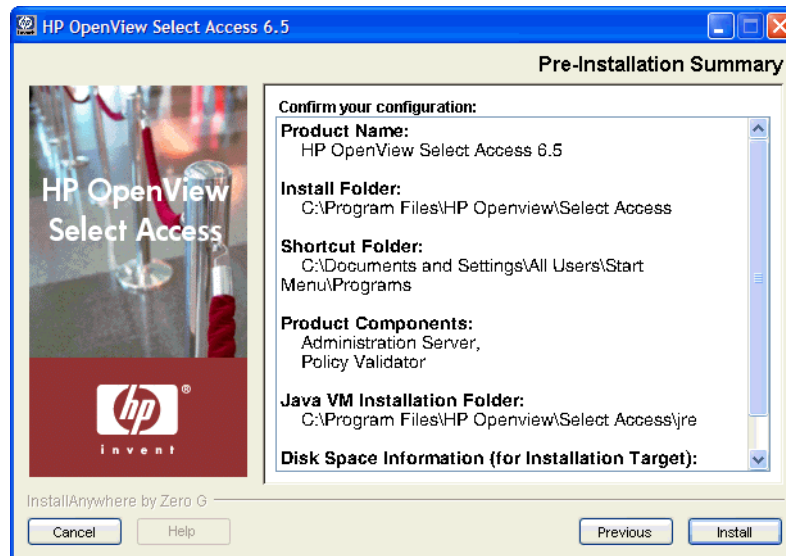 HP OpenView Select Access 6.5
Pre-Installation Summary
HP OpenView
Select Access
hp
®
invent
Confirm your configuration:
Product Name:
HP OpenView Select Access 6.5
Install Folder:
C:\Program Files\HP Openview\Select Access
Shortcut Folder:
C:\Documents and Settings\All Users\Start
Menu\Programs
Product Components:
Administration Server,
Policy Validator
Java VM Installation Folder:
C:\Program Files\HP Openview\Select Access\jre
Disk Space Information (for Installation Target):
InstallAnywhere by Zero G
Cancel
Help
Previous
Install